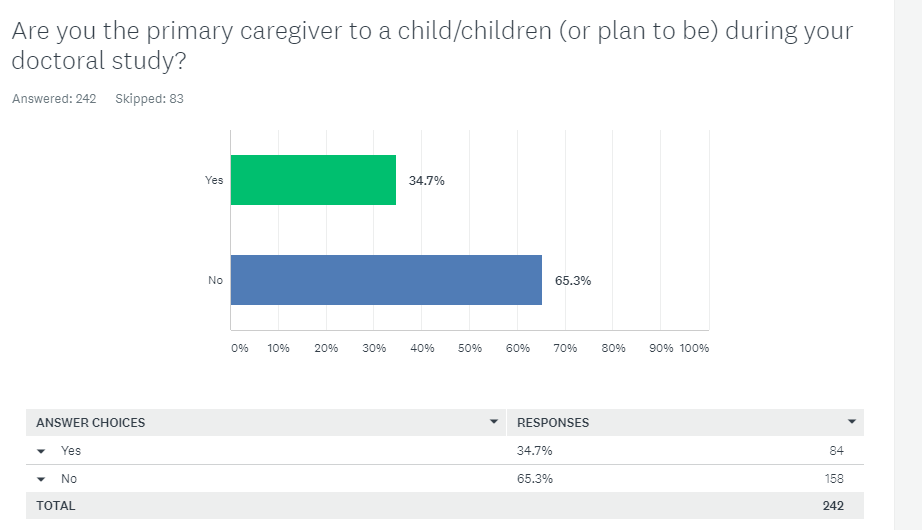 Are you the primary caregiver to a child/children (or plan to be) during your
doctoral study?
Answered: 242 Skipped: 83
Yes 34.7%
No 65.3%
0% 10% 20% 30% 40% 50% 60% 70% 80% 90% 100%
ANSWER CHOICES RESPONSES
Yes 34.7% 84
No 65.3% 158
TOTAL 242